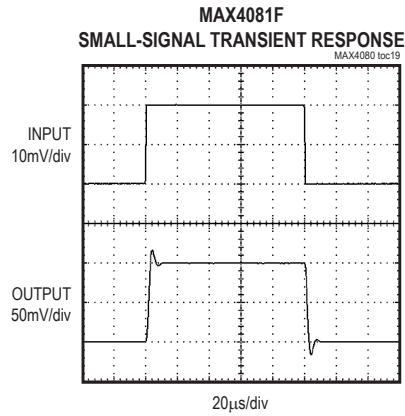 MAX4081F
SMALL-SIGNAL TRANSIENT RESPONSE
MAX4080 toc19
INPUT
10mV/div
OUTPUT
50mV/div
20μs/div